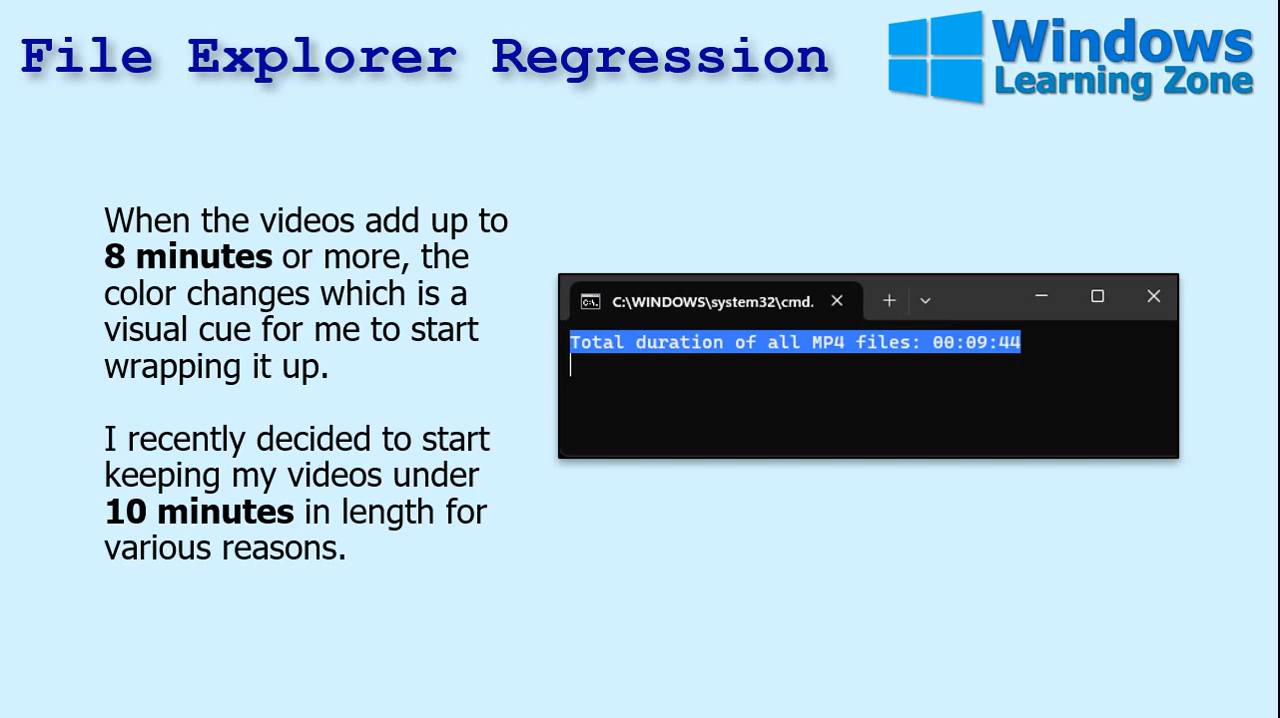 File Explorer Regression
Windows
Learning Zone
When the videos add up to
8 minutes or more, the
color changes which is a
visual cue for me to start
wrapping it up.
I recently decided to start
keeping my videos under
10 minutes in length for
various reasons.
C:\WINDOWS\system32\cmd.
Total duration of all MP4 files: 00:09:44